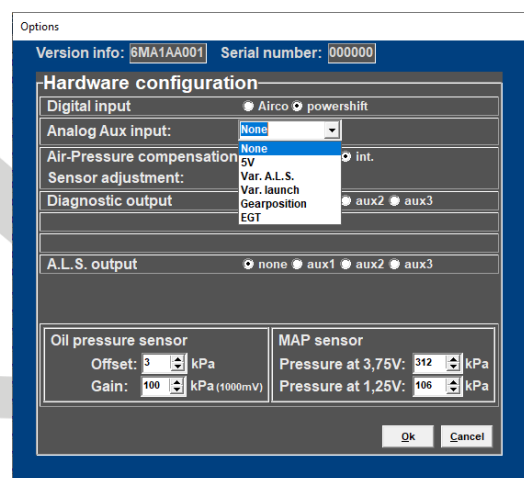 Options
Version info: 6MA1AA001 Serial number: 000000
Hardware configuration
Digital input Airco powershift
Analog Aux input: None
None
5V
Var. A.L.S.
Var. launch
Gearposition
EGT
Air-Pressure compensation int.
Sensor adjustment:
Diagnostic output aux2 aux3
A.L.S. output none aux1 aux2 aux3
Oil pressure sensor
Offset: 3 kPa
Gain: 100 kPa (1000mV)
MAP sensor
Pressure at 3,75V: 312 kPa
Pressure at 1,25V: 106 kPa
Ok Cancel